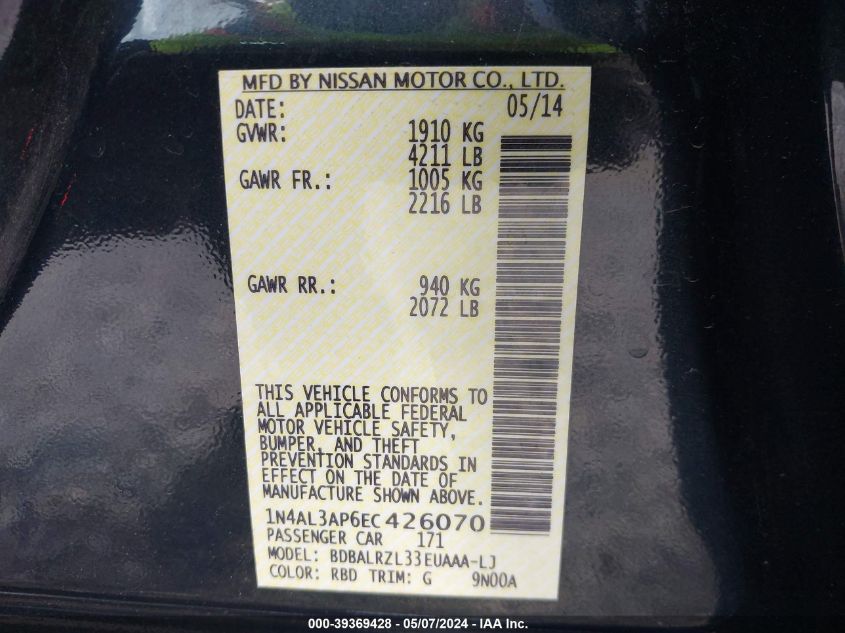 MFD BY NISSAN MOTOR CO., LTD.
DATE: 05/14
GVWR: 1910 KG
4211 LB
GAWR FR.: 1005 KG
2216 LB
GAWR RR.: 940 KG
2072 LB
THIS VEHICLE CONFORMS TO
ALL APPLICABLE FEDERAL
MOTOR VEHICLE SAFETY,
BUMPER, AND THEFT
PREVENTION STANDARDS IN
EFFECT ON THE DATE OF
MANUFACTURE SHOWN ABOVE.
1N4AL3AP6EC426070
PASSENGER CAR 171
MODEL: BDBALRZL33EUAAA-LJ
COLOR: RBD TRIM: G 9N00A
000-39369428 - 05/07/2024 - IAA Inc.